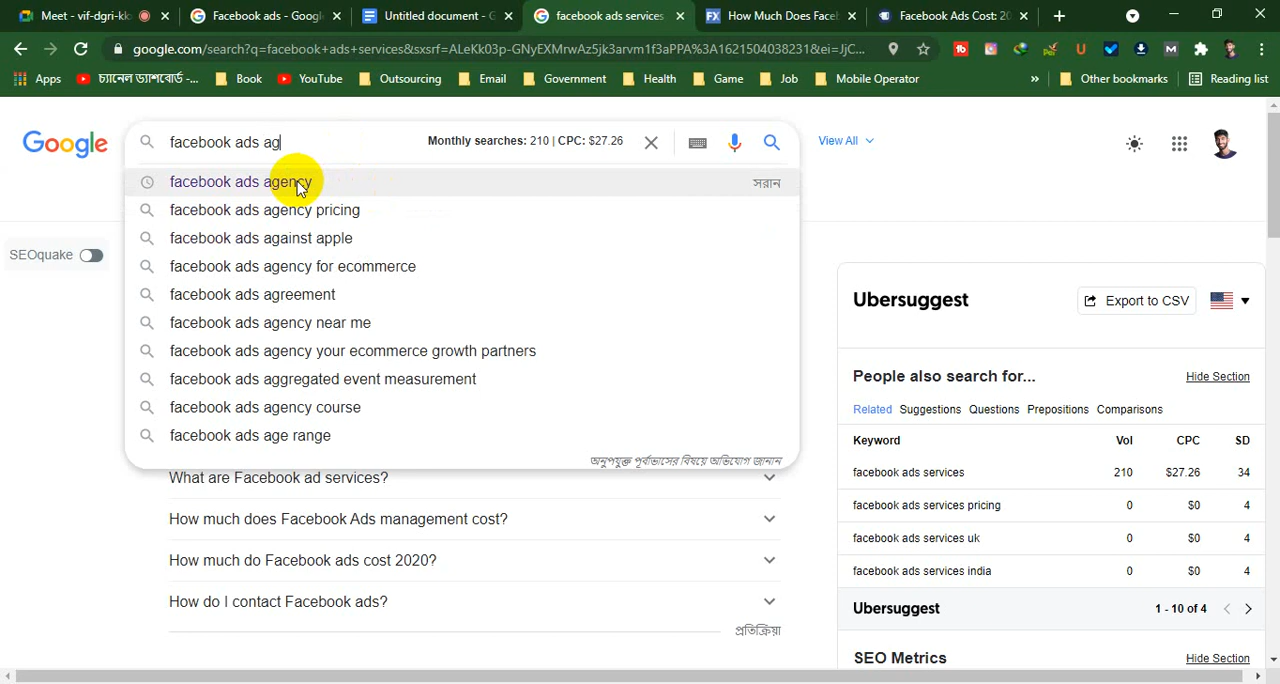 Meet - vif-dgri-kk
Facebook ads - Googl
Untitled document - G
facebook ads services
How Much Does Faceb
Facebook Ads Cost: 20
google.com/search?q=facebook+ads+services&sxsrf=ALeKk03p-GNyEXMrwAz5jk3arvm1f3aPPA%3A1621504038231&ei=JjC...
Apps
চ্যানেল ড্যাশবোর্ড -...
Book
YouTube
Outsourcing
Email
Government
Health
Game
Job
Mobile Operator
»
Other bookmarks
Reading list
Google
facebook ads ag
Monthly searches: 210 | CPC: $27.26
View All
facebook ads agency
সরান
facebook ads agency pricing
facebook ads against apple
facebook ads agency for ecommerce
facebook ads agreement
facebook ads agency near me
facebook ads agency your ecommerce growth partners
facebook ads aggregated event measurement
facebook ads agency course
facebook ads age range
অনুপযুক্ত পূর্বাভাসের বিষয়ে অভিযোগ জানান
SEOquake
What are Facebook ad services?
How much does Facebook Ads management cost?
How much do Facebook ads cost 2020?
How do I contact Facebook ads?
প্রতিক্রিয়া
Ubersuggest
Export to CSV
People also search for...
Hide Section
Related Suggestions Questions Prepositions Comparisons
Keyword Vol CPC SD
facebook ads services 210 $27.26 34
facebook ads services pricing 0 $0 4
facebook ads services uk 0 $0 4
facebook ads services india 0 $0 4
Ubersuggest
1 - 10 of 4
SEO Metrics
Hide Section